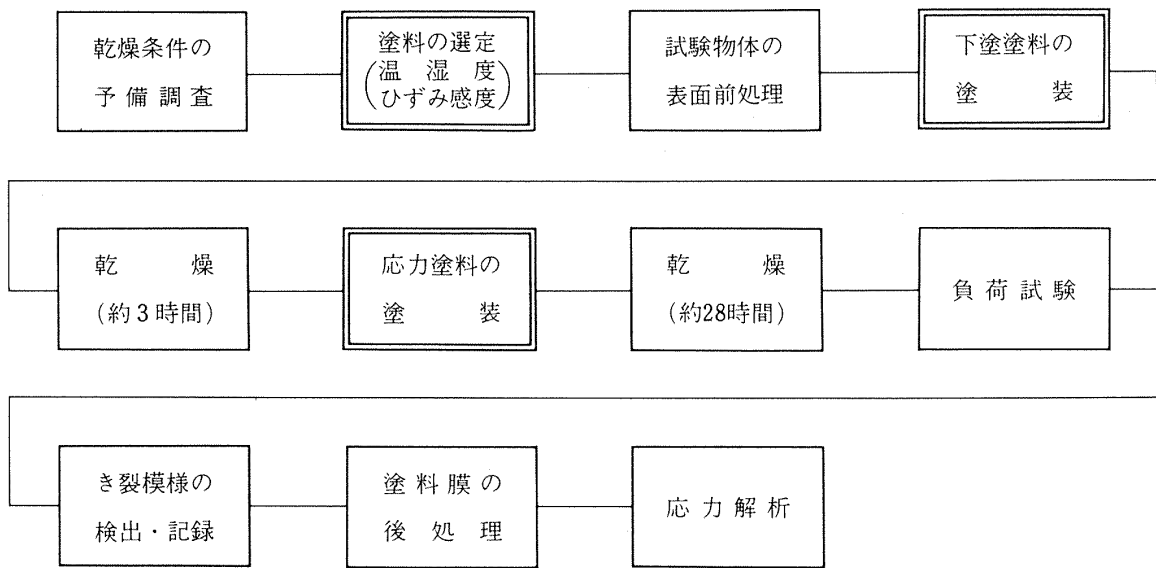 乾燥条件の
予備調査
塗料の選定
(温湿度
ひずみ感度)
試験物体の
表面前処理
下塗塗料の
塗装
乾燥
(約3時間)
応力塗料の
塗装
乾燥
(約28時間)
負荷試験
き裂模様の
検出・記録
塗料膜の
後処理
応力解析